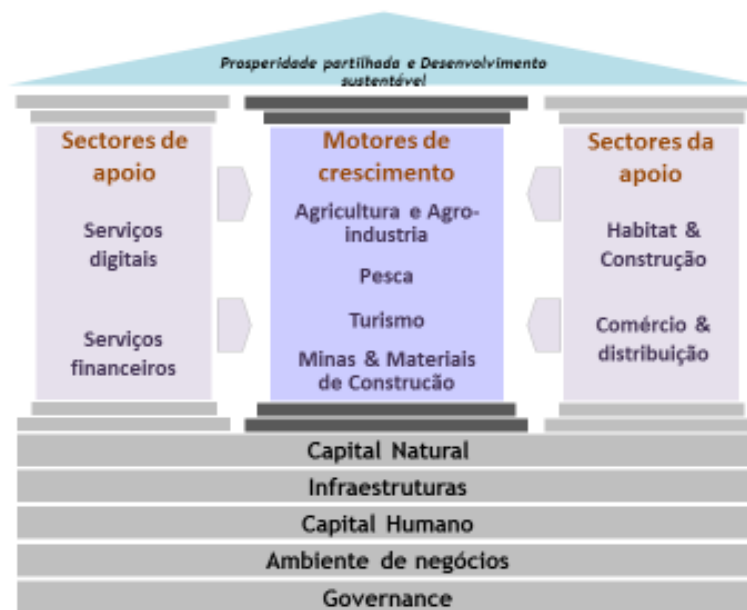 Prosperidade partilhada e Desenvolvimento
sustentável
Sectores de
apoio
Serviços
digitais
Serviços
financeiros
Motores de
crescimento
Agricultura e Agro-
industria
Pesca
Turismo
Minas & Materiais
de Construcão
Sectores da
apoio
Habitat &
Construção
Comércio &
distribuição
Capital Natural
Infraestruturas
Capital Humano
Ambiente de negócios
Governance